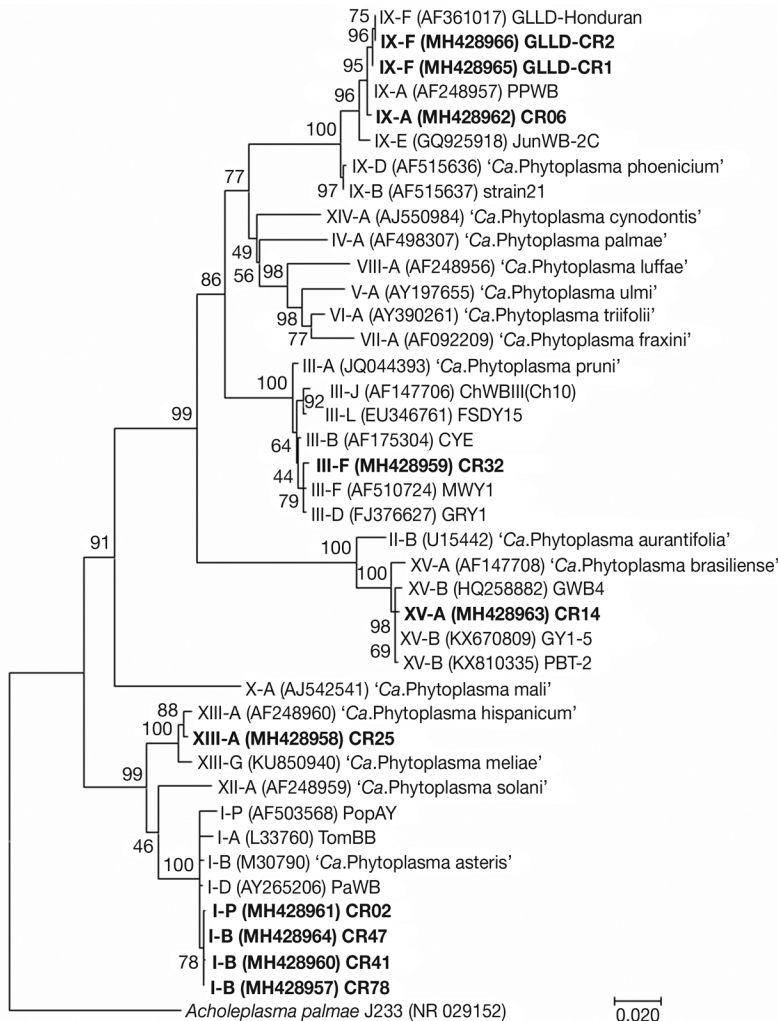 75
IX-F (AF361017) GLLD-Honduran
96
IX-F (MH428966) GLLD-CR2
95
IX-F (MH428965) GLLD-CR1
96
IX-A (AF248957) PPWB
IX-A (MH428962) CR06
100
IX-E (GQ925918) JunWB-2C
IX-D (AF515636) ‘Ca.Phytoplasma phoenicium’
77
97
IX-B (AF515637) strain21
XIV-A (AJ550984) ‘Ca.Phytoplasma cynodontis’
49
IV-A (AF498307) ‘Ca.Phytoplasma palmae’
56
98
VIII-A (AF248956) ‘Ca.Phytoplasma luffae’
86
V-A (AY197655) ‘Ca.Phytoplasma ulmi’
98
VI-A (AY390261) ‘Ca.Phytoplasma triifolii’
77
VII-A (AF092209) ‘Ca.Phytoplasma fraxini’
III-A (JQ044393) ‘Ca.Phytoplasma pruni’
100
III-J (AF147706) ChWBIII(Ch10)
92
III-L (EU346761) FSDY15
99
III-B (AF175304) CYE
64
III-F (MH428959) CR32
44
III-F (AF510724) MWY1
79
III-D (FJ376627) GRY1
II-B (U15442) ‘Ca.Phytoplasma aurantifolia’
100
91
XV-A (AF147708) ‘Ca.Phytoplasma brasiliense’
100
XV-B (HQ258882) GWB4
XV-A (MH428963) CR14
98
XV-B (KX670809) GY1-5
69
XV-B (KX810335) PBT-2
X-A (AJ542541) ‘Ca.Phytoplasma mali’
88
XIII-A (AF248960) ‘Ca.Phytoplasma hispanicum’
100
XIII-A (MH428958) CR25
XIII-G (KU850940) ‘Ca.Phytoplasma meliae’
99
XII-A (AF248959) ‘Ca.Phytoplasma solani’
I-P (AF503568) PopAY
I-A (L33760) TomBB
46
100
I-B (M30790) ‘Ca.Phytoplasma asteris’
I-D (AY265206) PaWB
I-P (MH428961) CR02
I-B (MH428964) CR47
78
I-B (MH428960) CR41
I-B (MH428957) CR78
Acholeplasma palmae J233 (NR 029152)
0.020